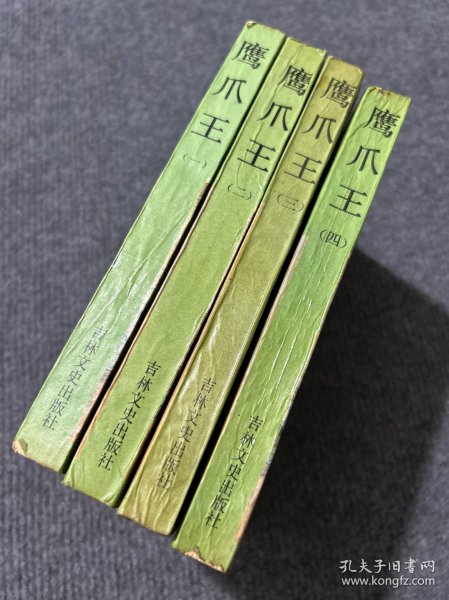 鹰爪王(一)
吉林文史出版社
鹰爪王(二)
吉林文史出版社
鹰爪王(三)
吉林文史出版社
鹰爪王(四)
吉林文史出版社
孔夫子旧书网
www.kongfz.com